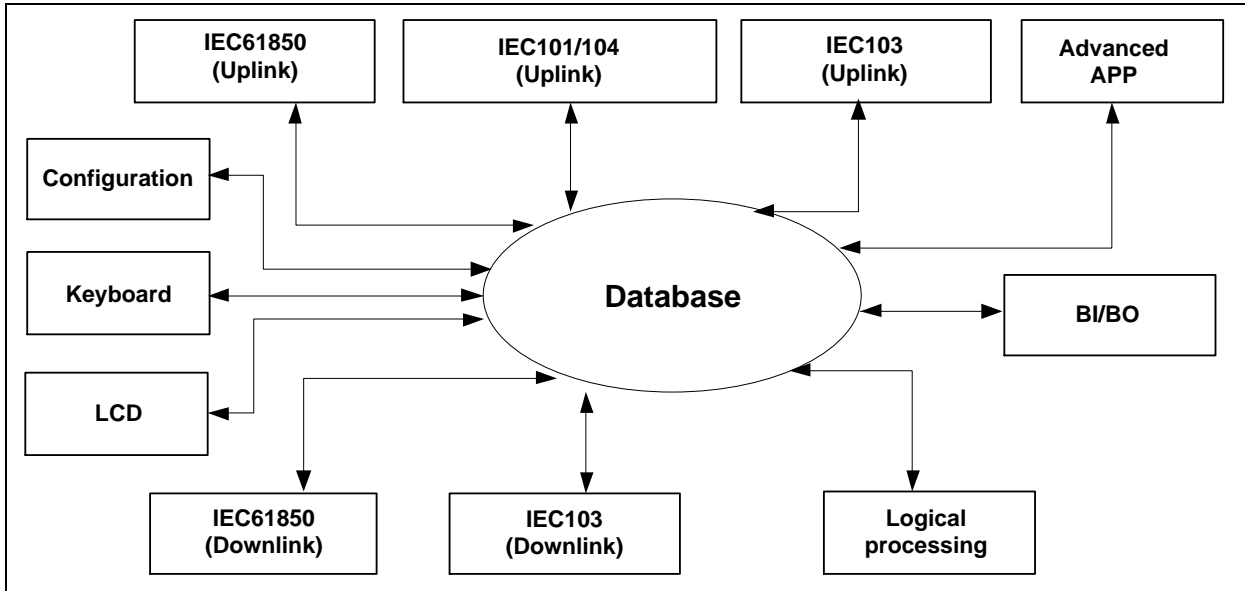 IEC61850
(Uplink)
IEC101/104
(Uplink)
IEC103
(Uplink)
Advanced
APP
Configuration
Keyboard
Database
BI/BO
LCD
IEC61850
(Downlink)
IEC103
(Downlink)
Logical
processing